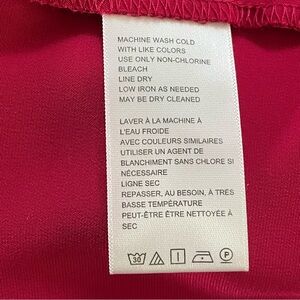 MACHINE WASH COLD
WITH LIKE COLORS
USE ONLY NON-CHLORINE
BLEACH
LINE DRY
LOW IRON AS NEEDED
MAY BE DRY CLEANED
LAVER À LA MACHINE À
L'EAU FROIDE
AVEC COULEURS SIMILAIRES
UTILISER UN AGENT DE
BLANCHIMENT SANS CHLORE SI
NÉCESSAIRE
LIGNE SEC
REPASSER, AU BESOIN, À TRÈS
BASSE TEMPÉRATURE
PEUT-ÊTRE ÊTRE NETTOYÉE À
SEC
30 P